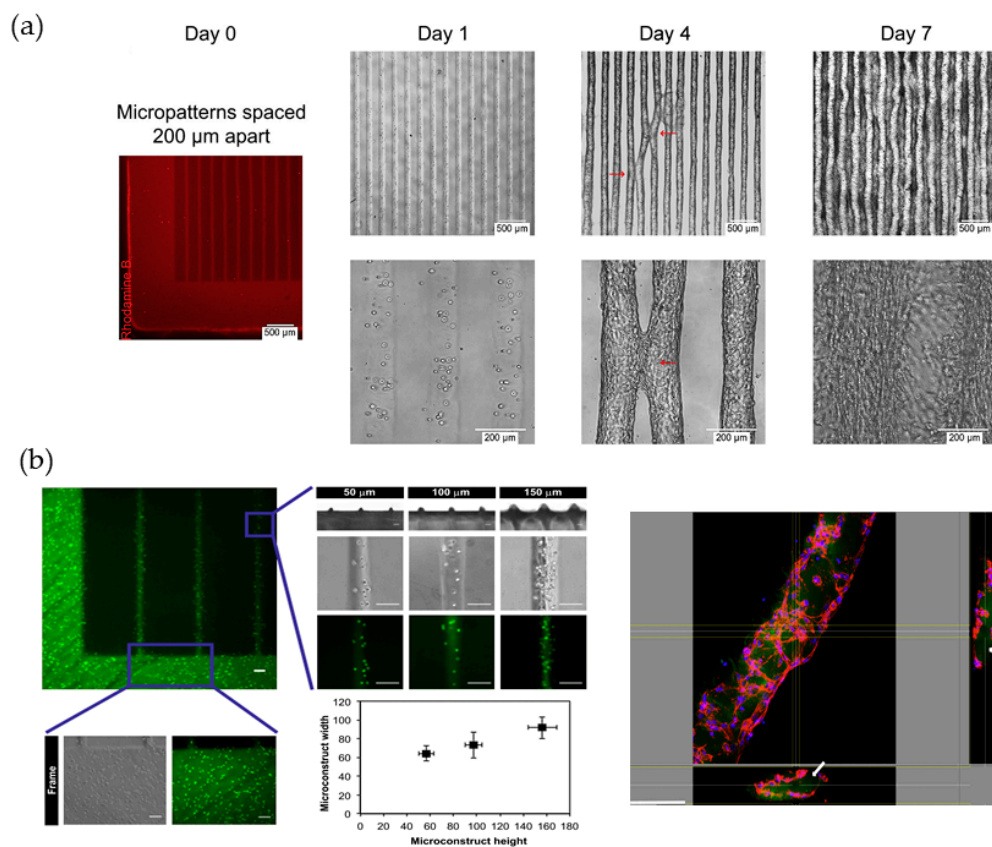 (a)
Day 0
Day 1
Day 4
Day 7
Micropatterns spaced
200 µm apart
Rhodamine B
500 µm
500 µm
500 µm
500 µm
200 µm
200 µm
200 µm
(b)
50 µm
100 µm
150 µm
Frame
Microconstruct width
120
100
80
60
40
20
0
0 20 40 60 80 100 120 140 160 180
Microconstruct height